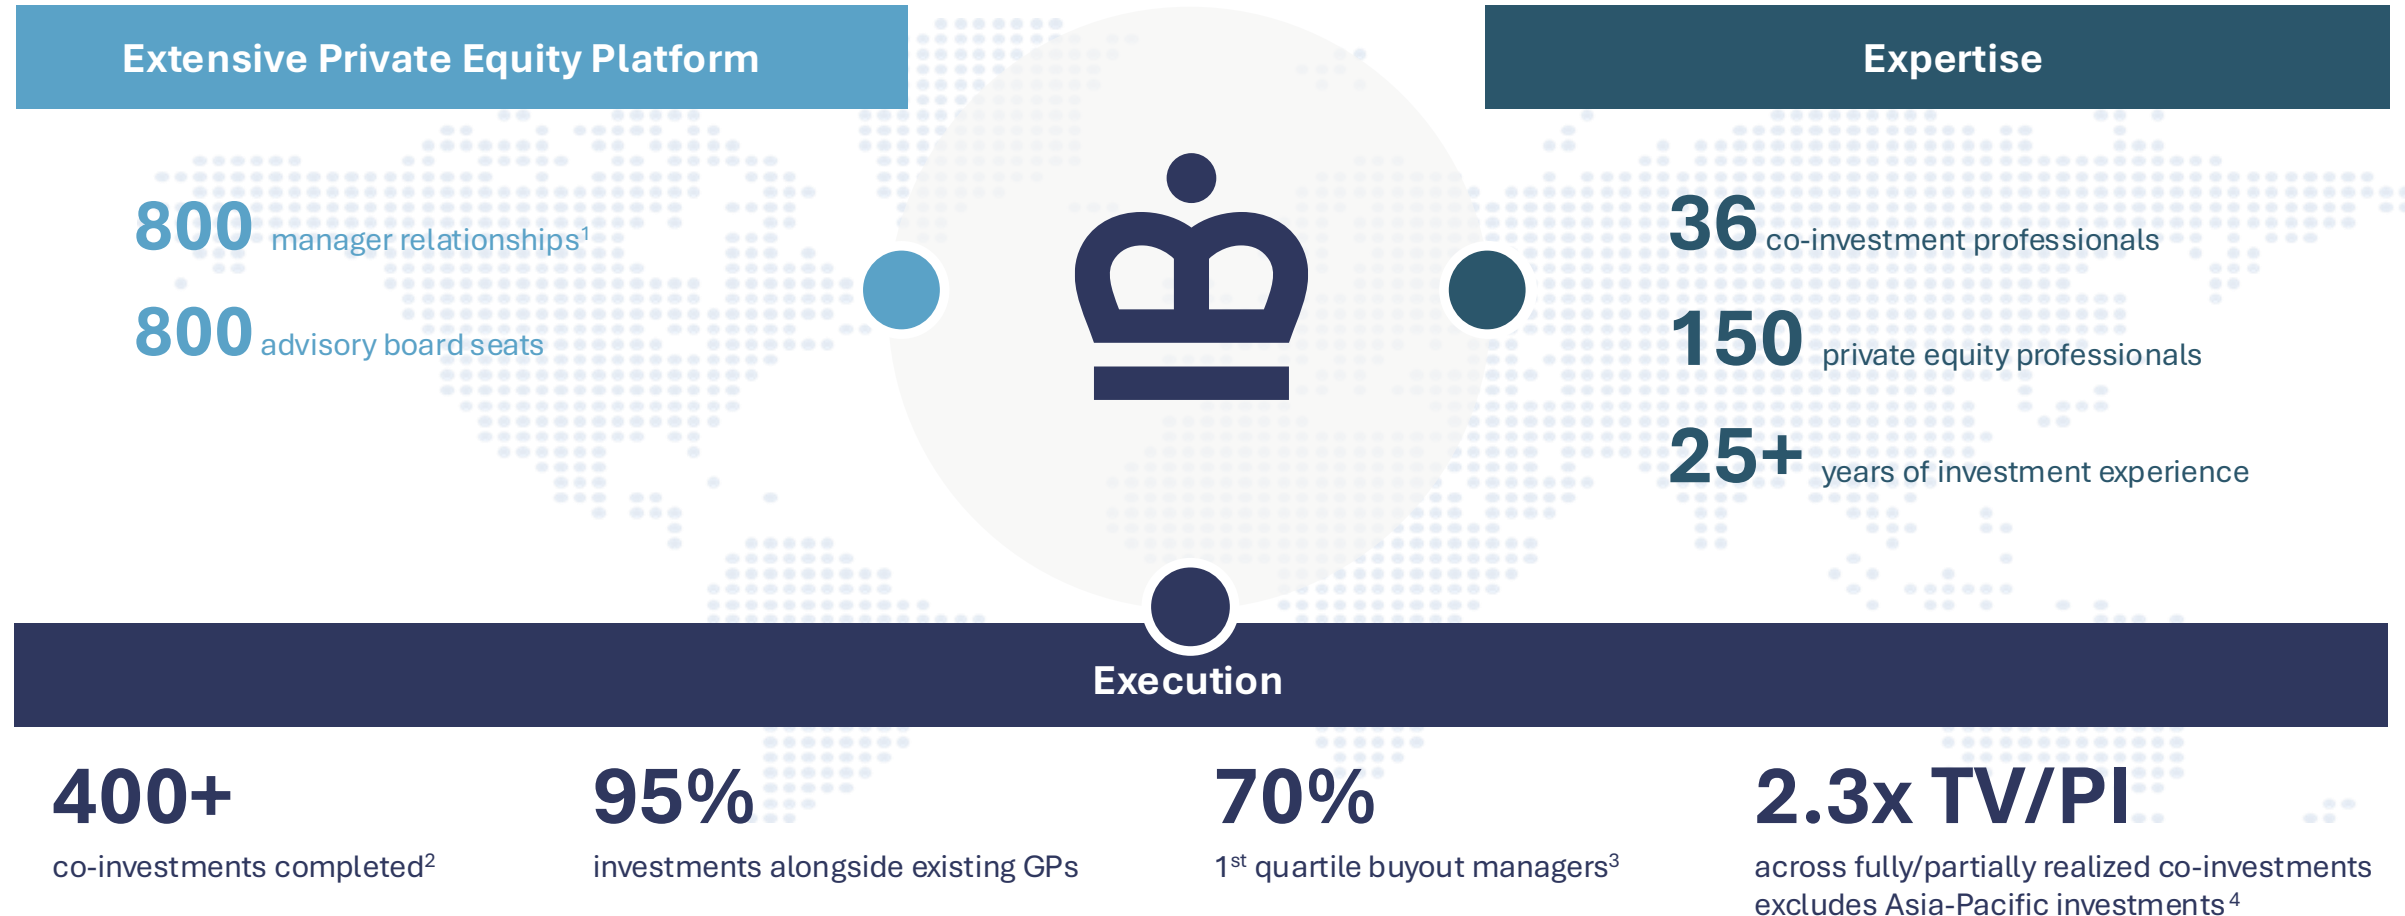 Extensive Private Equity Platform
800 manager relationships¹
800 advisory board seats
Expertise
36 co-investment professionals
150 private equity professionals
25+ years of investment experience
Execution
400+
co-investments completed²
95%
investments alongside existing GPs
70%
1ˢᵗ quartile buyout managers³
2.3x TV/PI
across fully/partially realized co-investments
excludes Asia-Pacific investments⁴